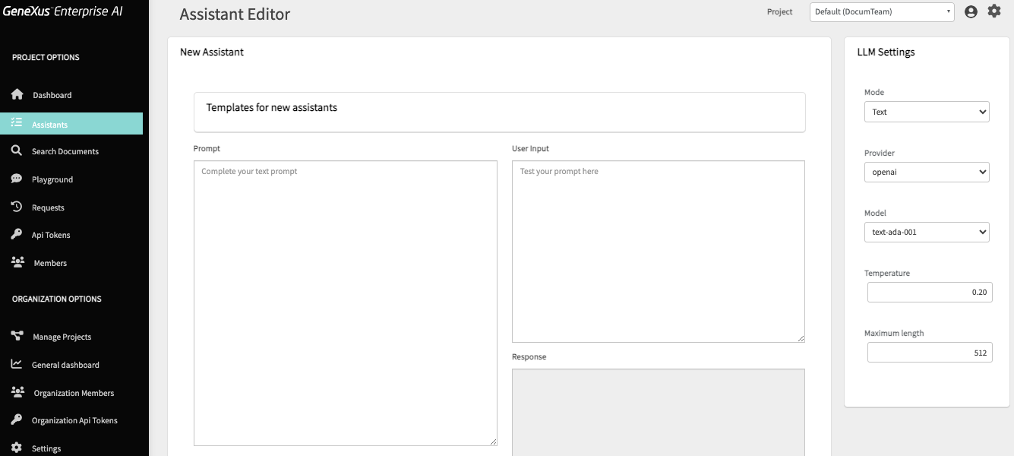 GeneXus Enterprise AI
PROJECT OPTIONS
Dashboard
Assistants
Search Documents
Playground
Requests
Api Tokens
Members
ORGANIZATION OPTIONS
Manage Projects
General dashboard
Organization Members
Organization Api Tokens
Settings
Assistant Editor
Project
Default (DocumTeam)
New Assistant
Templates for new assistants
Prompt
Complete your text prompt
User Input
Test your prompt here
Response
LLM Settings
Mode
Text
Provider
openai
Model
text-ada-001
Temperature
0.20
Maximum length
512